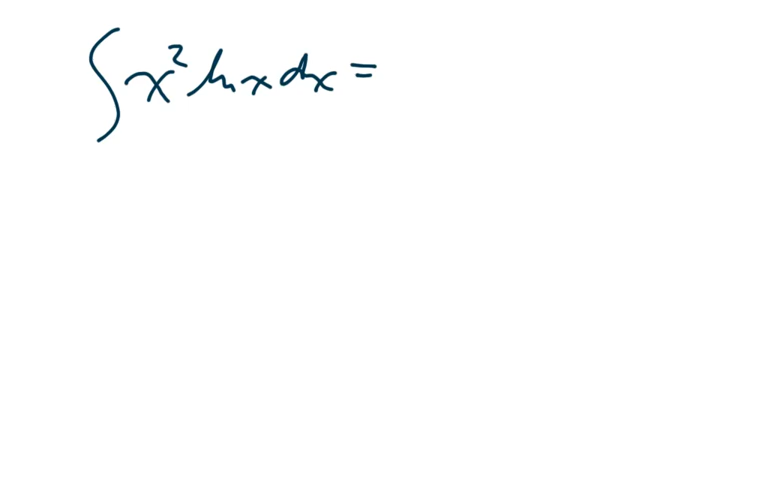 ∫x² ln x dx =